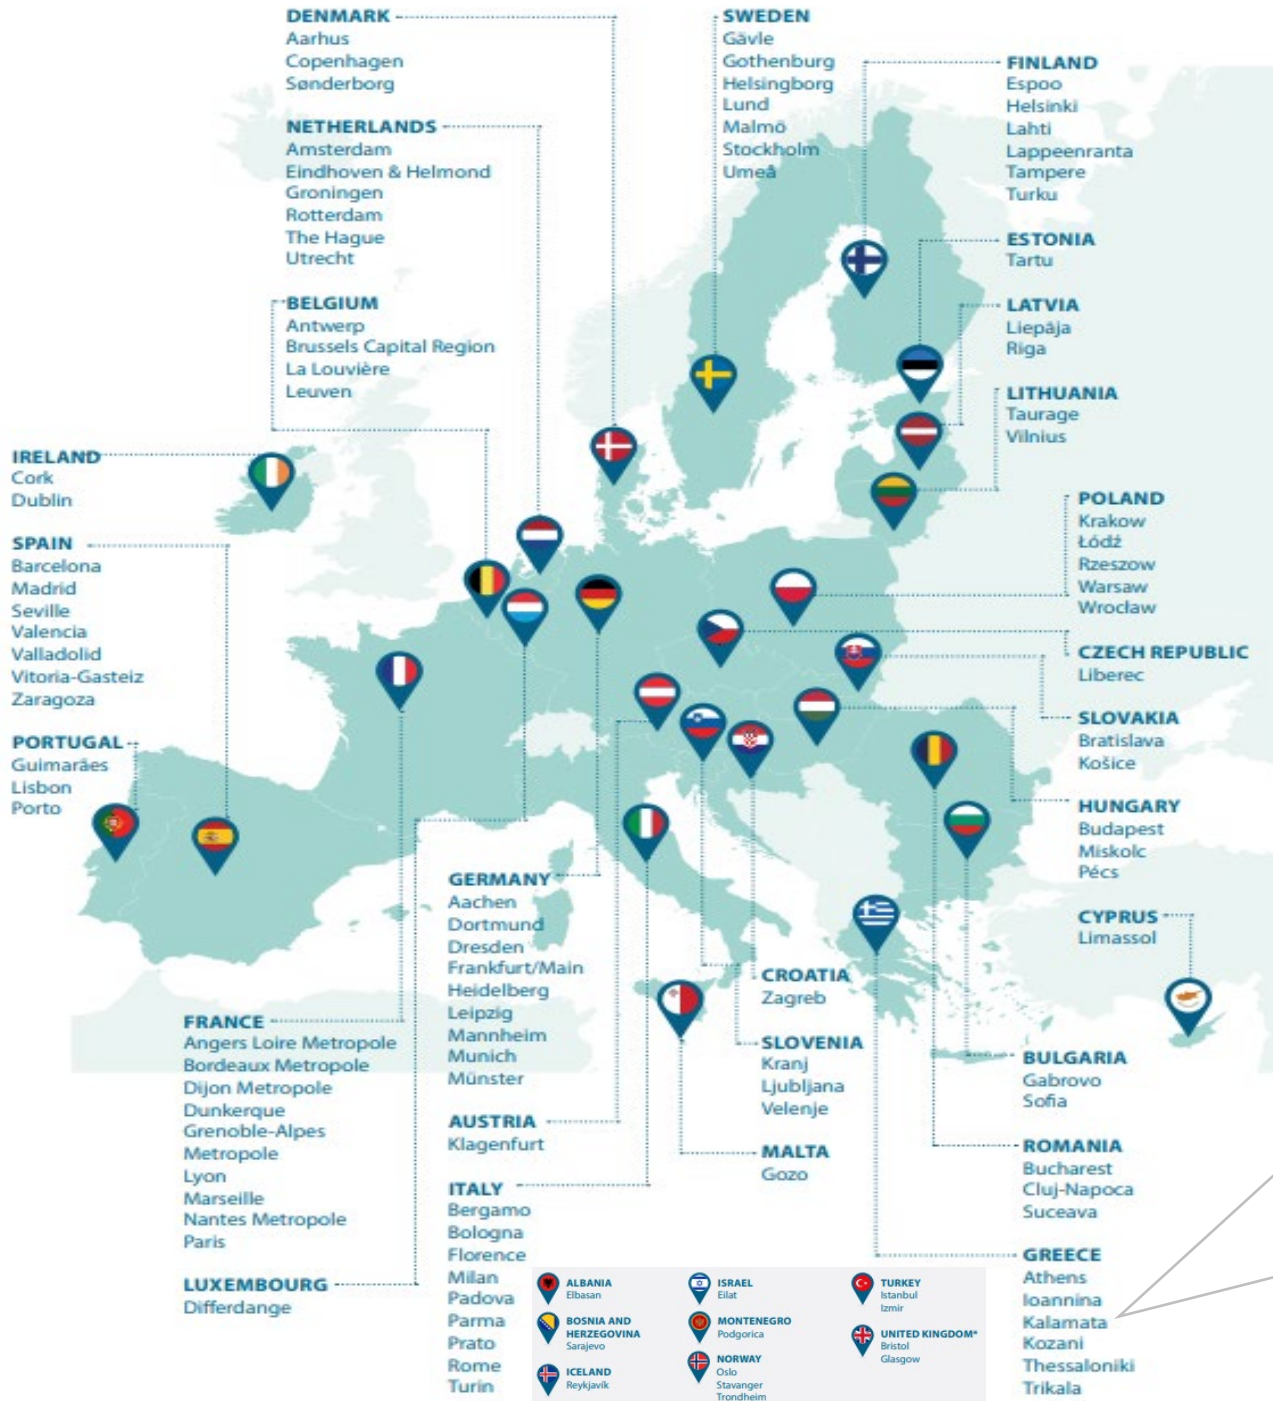 DENMARK
Aarhus
Copenhagen
Sønderborg
NETHERLANDS
Amsterdam
Eindhoven & Helmond
Groningen
Rotterdam
The Hague
Utrecht
BELGIUM
Antwerp
Brussels Capital Region
La Louvière
Leuven
SWEDEN
Gävle
Gothenburg
Helsingborg
Lund
Malmö
Stockholm
Umeå
FINLAND
Espoo
Helsinki
Lahti
Lappeenranta
Tampere
Turku
ESTONIA
Tartu
LATVIA
Liepāja
Riga
LITHUANIA
Taurage
Vilnius
IRELAND
Cork
Dublin
SPAIN
Barcelona
Madrid
Seville
Valencia
Valladolid
Vitoria-Gasteiz
Zaragoza
PORTUGAL
Guimarães
Lisbon
Porto
POLAND
Krakow
Łódź
Rzeszow
Warsaw
Wrocław
CZECH REPUBLIC
Liberec
SLOVAKIA
Bratislava
Košice
HUNGARY
Budapest
Miskolc
Pécs
CYPRUS
Limassol
GERMANY
Aachen
Dortmund
Dresden
Frankfurt/Main
Heidelberg
Leipzig
Mannheim
Munich
Münster
FRANCE
Angers Loire Metropole
Bordeaux Metropole
Dijon Metropole
Dunkerque
Grenoble-Alpes
Metropole
Lyon
Marseille
Nantes Metropole
Paris
LUXEMBOURG
Differdange
AUSTRIA
Klagenfurt
ITALY
Bergamo
Bologna
Florence
Milan
Padova
Parma
Prato
Rome
Turin
CROATIA
Zagreb
SLOVENIA
Kranj
Ljubljana
Velenje
MALTA
Gozo
BULGARIA
Gabrovo
Sofia
ROMANIA
Bucharest
Cluj-Napoca
Suceava
GREECE
Athens
Ioannina
Kalamata
Kozani
Thessaloniki
Trikala
ALBANIA
Elbasan
BOSNIA AND
HERZEGOVINA
Sarajevo
ICELAND
Reykjavík
ISRAEL
Eilat
MONTENEGRO
Podgorica
NORWAY
Oslo
Stavanger
Trondheim
TURKEY
Istanbul
Izmir
UNITED KINGDOM*
Bristol
Glasgow